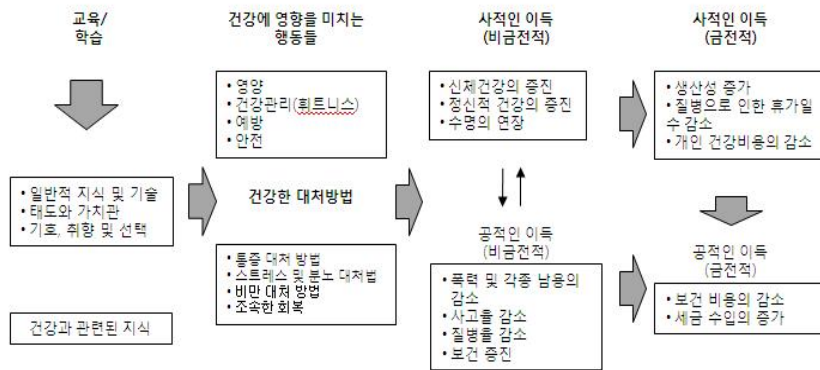 교육/
학습
건강에 영향을 미치는
행동들
사적인 이득
(비금전적)
사적인 이득
(금전적)
• 영양
• 건강관리(휘트니스)
• 예방
• 안전
• 신체건강의 증진
• 정신적 건강의 증진
• 수명의 연장
• 생산성 증가
• 질병으로 인한 휴가일
수 감소
• 개인 건강비용의 감소
• 일반적 지식 및 기술
• 태도와 가치관
• 기호, 취향 및 선택
건강한 대처방법
공적인 이득
(비금전적)
공적인 이득
(금전적)
• 통증 대처 방법
• 스트레스 및 분노 대처법
• 비만 대처 방법
• 조속한 회복
• 폭력 및 각종 남용의
감소
• 사고율 감소
• 질병율 감소
• 보건 증진
• 보건 비용의 감소
• 세금 수입의 증가
건강과 관련된 지식